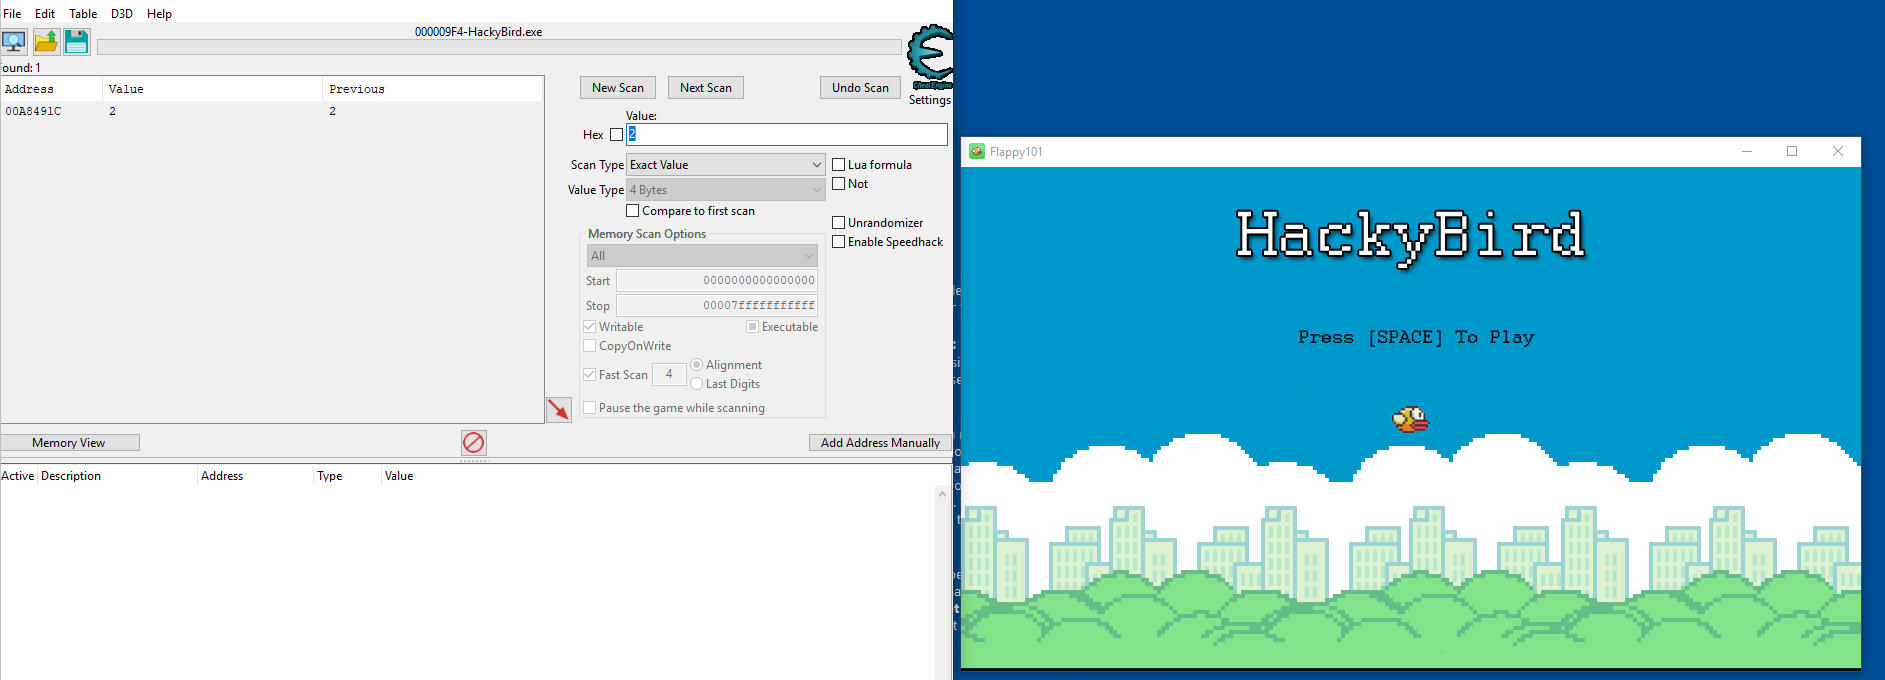 File Edit Table D3D Help
000009F4-HackyBird.exe
ound: 1
Address Value Previous
00A8491C 2 2
New Scan Next Scan Undo Scan
Cheat Engine
Settings
Value:
Hex 2
Scan Type Exact Value
Lua formula
Value Type 4 Bytes
Not
Compare to first scan
Unrandomizer
Enable Speedhack
Memory Scan Options
All
Start 0000000000000000
Stop 00007fffffffffff
Writable Executable
CopyOnWrite
Fast Scan 4 Alignment
Last Digits
Pause the game while scanning
Memory View
Add Address Manually
Active Description Address Type Value
Flappy101
HackyBird
Press [SPACE] To Play